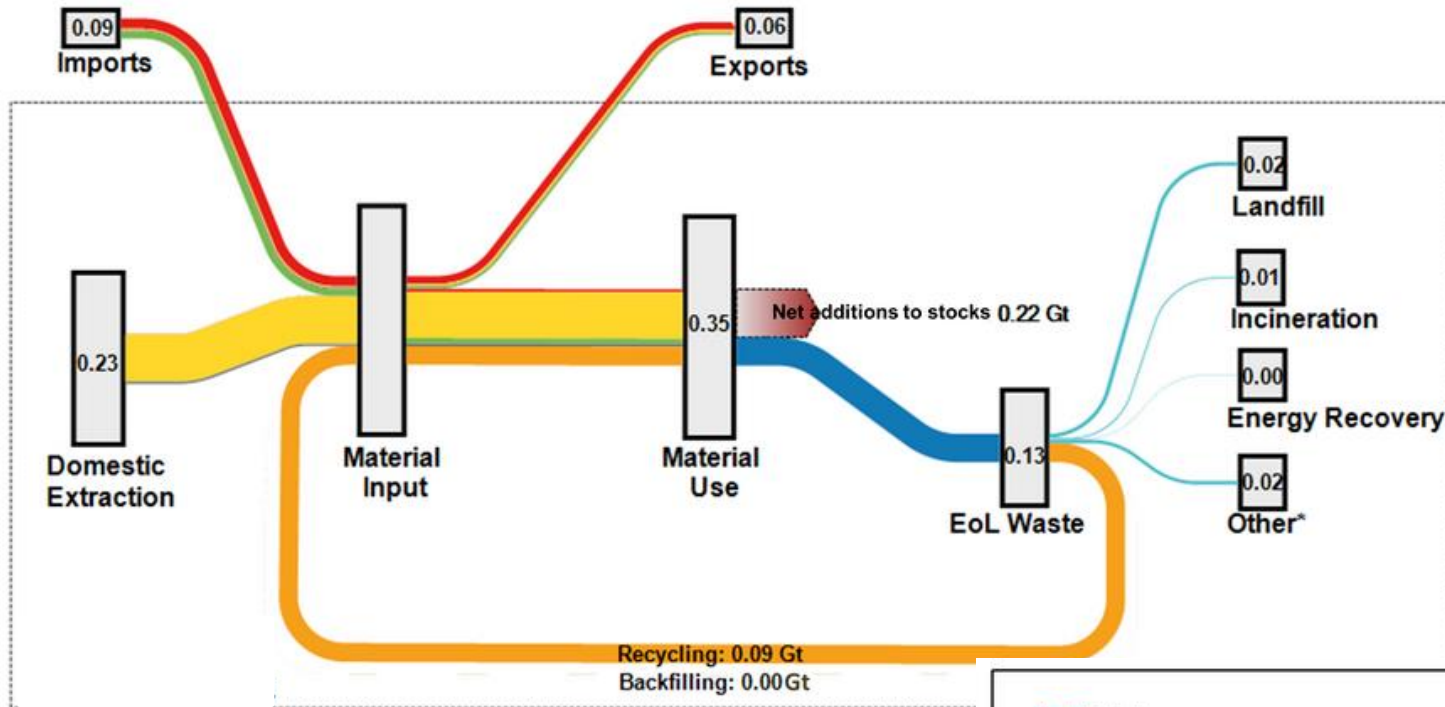 0.09
Imports
0.06
Exports
0.23
Domestic
Extraction
Material
Input
0.35
Material
Use
Net additions to stocks 0.22 Gt
0.13
EoL Waste
0.02
Landfill
0.01
Incineration
0.00
Energy Recovery
0.02
Other*
Recycling: 0.09 Gt
Backfilling: 0.00Gt